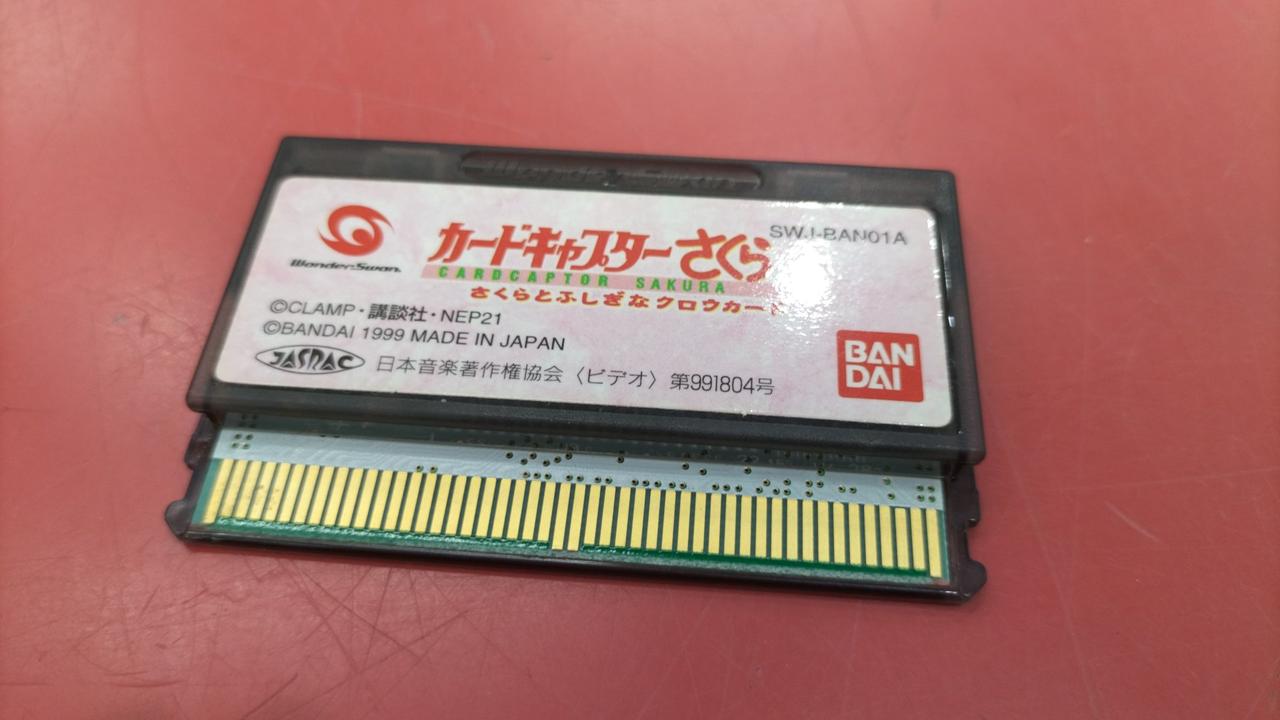 WonderSwan
WonderSwan
カードキャプターさくら
SWJ-BAN01A
CARDCAPTOR SAKURA
さくらとふしぎなクロウカード
©CLAMP・講談社・NEP21
©BANDAI 1999 MADE IN JAPAN
JASRAC 日本音楽著作権協会〈ビデオ〉第991804号
BAN
DAI